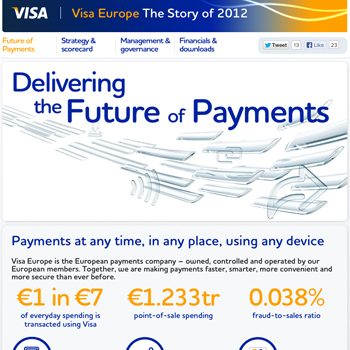 VISA Visa Europe The Story of 2012
Future of Payments
Strategy & scorecard
Management & governance
Financials & downloads
Tweet 13
Like 23
Delivering
the Future of Payments
Payments at any time, in any place, using any device
Visa Europe is the European payments company – owned, controlled and operated by our
European members. Together, we are making payments faster, smarter, more convenient and
more secure than ever before.
€1 in €7
of everyday spending is
transacted using Visa
€1.233tr
point-of-sale spending
0.038%
fraud-to-sales ratio